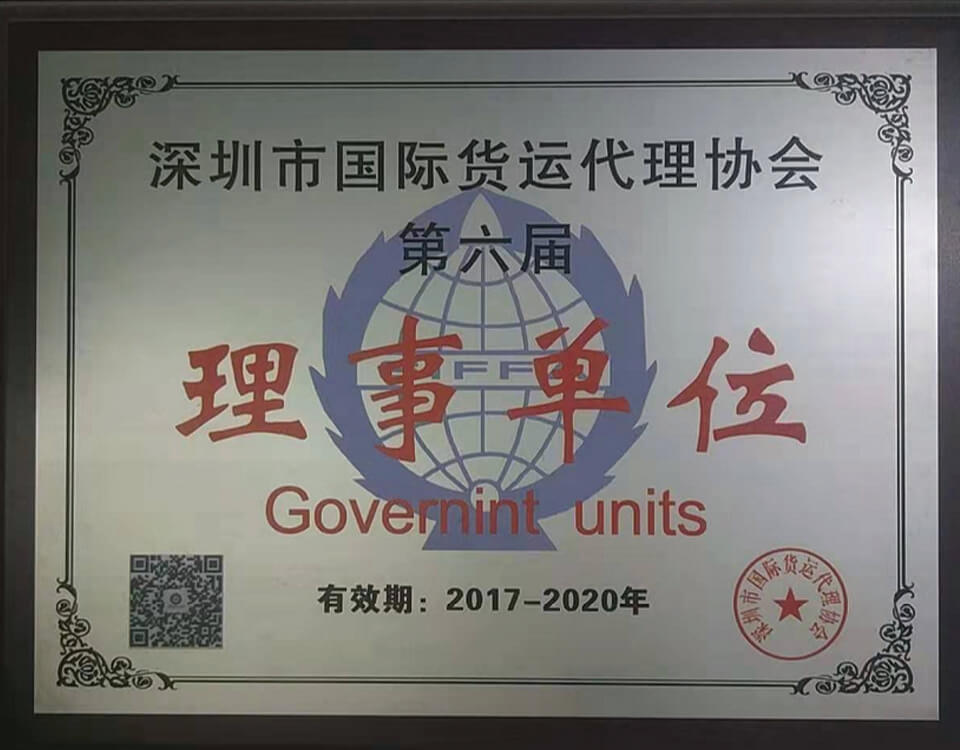 深圳市国际货运代理协会
第六届
理事单位
Governint units
有效期：2017-2020年
深圳市国际货运代理协会